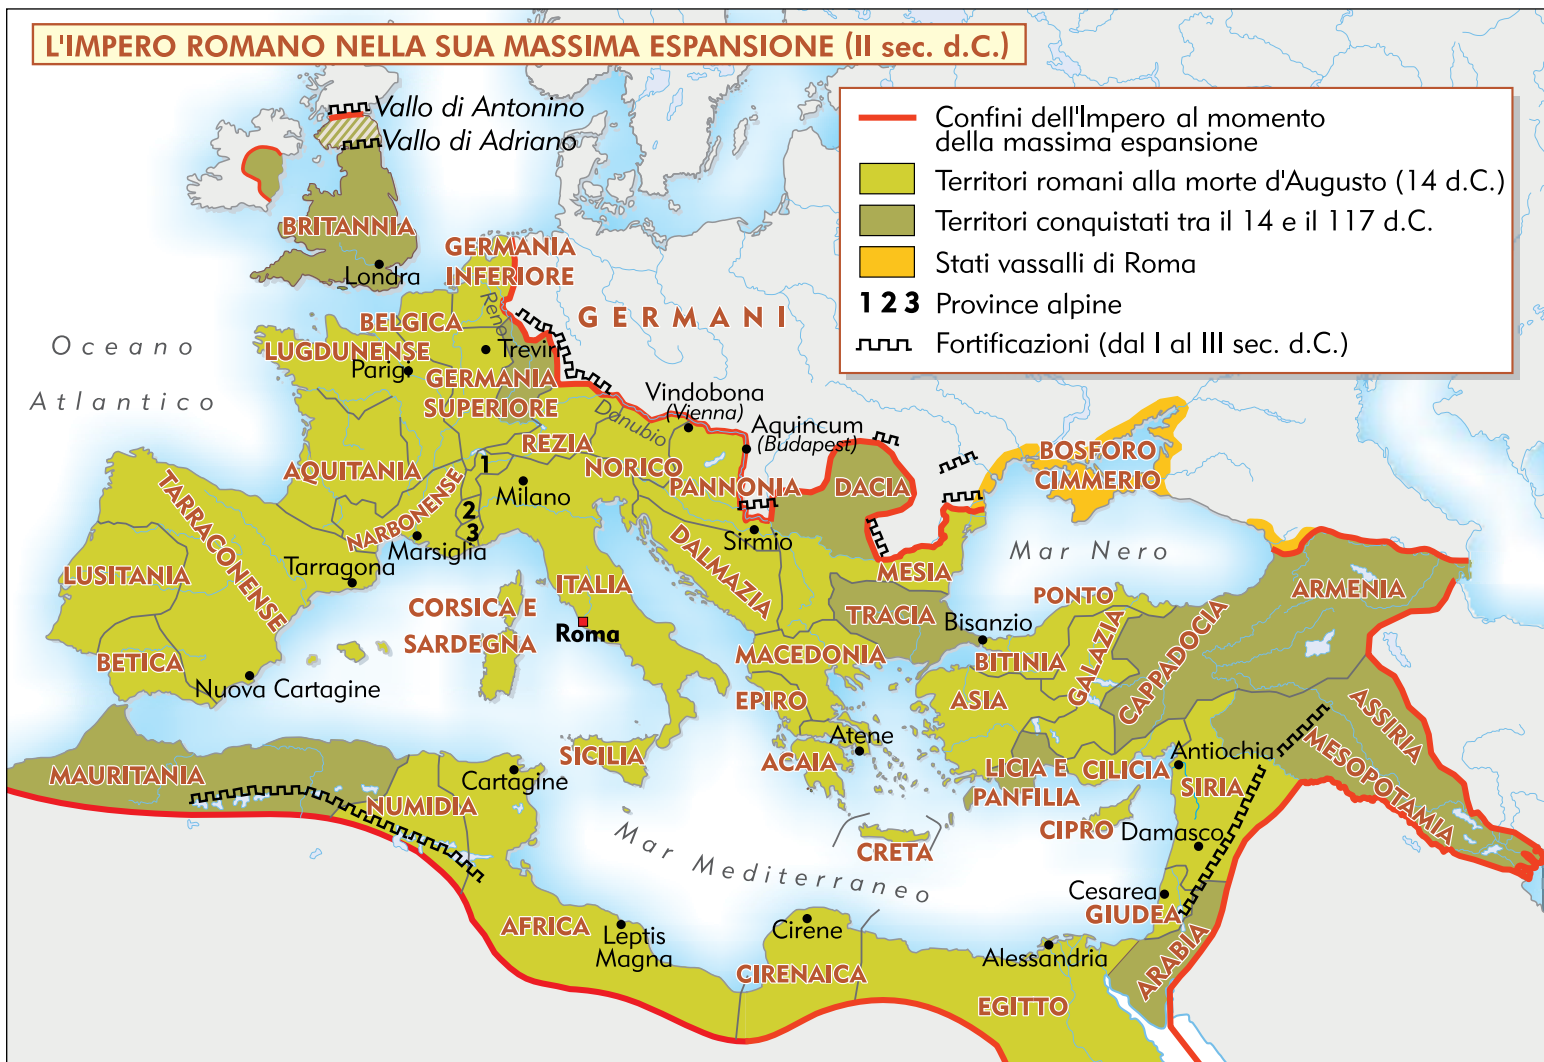 L'IMPERO ROMANO NELLA SUA MASSIMA ESPANSIONE (II sec. d.C.)
Confini dell'Impero al momento
della massima espansione
Territori romani alla morte d'Augusto (14 d.C.)
Territori conquistati tra il 14 e il 117 d.C.
Stati vassalli di Roma
1 2 3 Province alpine
Fortificazioni (dal I al III sec. d.C.)
Vallo di Antonino
Vallo di Adriano
BRITANNIA
Londra
GERMANIA
INFERIORE
Reno
GERMANI
BELGICA
LUGDUNENSE
Treviri
Parigi
GERMANIA
SUPERIORE
Oceano
Atlantico
Vindobona
(Vienna)
Danubio
Aquincum
(Budapest)
REZIA
NORICO
PANNONIA
DACIA
BOSFORO
CIMMERIO
AQUITANIA
1
Milano
NARBONENSE
2
3
Marsiglia
TARRACONENSE
Tarragona
LUSITANIA
BETICA
Nuova Cartagine
CORSICA E
SARDEGNA
ITALIA
Roma
DALMAZIA
Sirmio
MESIA
Mar Nero
TRACIA
Bisanzio
PONTO
ARMENIA
MACEDONIA
BITINIA
GALAZIA
CAPPADOCIA
EPIRO
ASIA
ASSIRIA
Atene
ACAIA
SICILIA
LICIA E
PANFILIA
CILICIA
Antiochia
SIRIA
MESOPOTAMIA
MAURITANIA
NUMIDIA
Cartagine
CIPRO
Damasco
CRETA
Mar Mediterraneo
Cesarea
GIUDEA
AFRICA
Leptis
Magna
Cirene
CIRENAICA
Alessandria
EGITTO
ARABIA